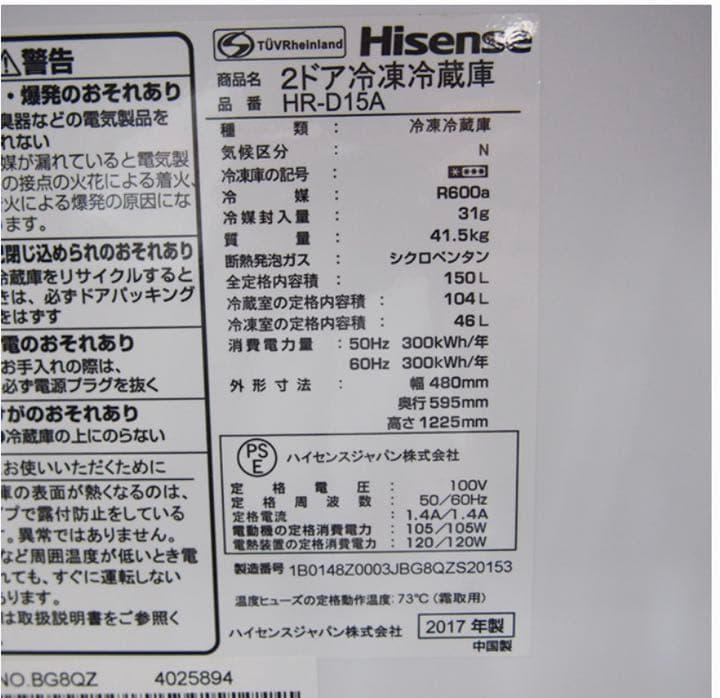 警告
・爆発のおそれあり
臭器などの電気製品を
れない
媒が漏れていると電気製
の接点の火花による着火、
火による爆発の原因にな
ます。
閉じ込められのおそれあり
冷蔵庫をリサイクルすると
きは、必ずドアパッキング
をはずす
電のおそれあり
お手入れの際は、
必ず電源プラグを抜く
がのおそれあり
冷蔵庫の上にのらない
お使いいただくために
庫の表面が熱くなるのは、
プで露付防止をしている
。異常ではありません。
など周囲温度が低いとき電
れても、すぐに運転しない
ります。
は取扱説明書をご参照く
NO.BG8QZ 4025894
TÜVRheinland Hisense
商品名 2ドア冷凍冷蔵庫
品番 HR-D15A
種類 : 冷凍冷蔵庫
気候区分 : N
冷凍庫の記号 :
冷媒 : R600a
冷媒封入量 : 31g
質量 : 41.5kg
断熱発泡ガス : シクロペンタン
全定格内容積 : 150L
冷蔵室の定格内容積 : 104L
冷凍室の定格内容積 : 46L
消費電力量 : 50Hz 300kWh/年
60Hz 300kWh/年
外形寸法 : 幅 480mm
奥行 595mm
高さ 1225mm
PSE ハイセンスジャパン株式会社
定格電圧 : 100V
定格周波数 : 50/60Hz
定格電流 : 1.4A/1.4A
電動機の定格消費電力 : 105/105W
電熱装置の定格消費電力 : 120/120W
製造番号 1B0148Z0003JBG8QZS20153
温度ヒューズの定格動作温度: 73℃ (霜取用)
ハイセンスジャパン株式会社 2017 年製
中国製